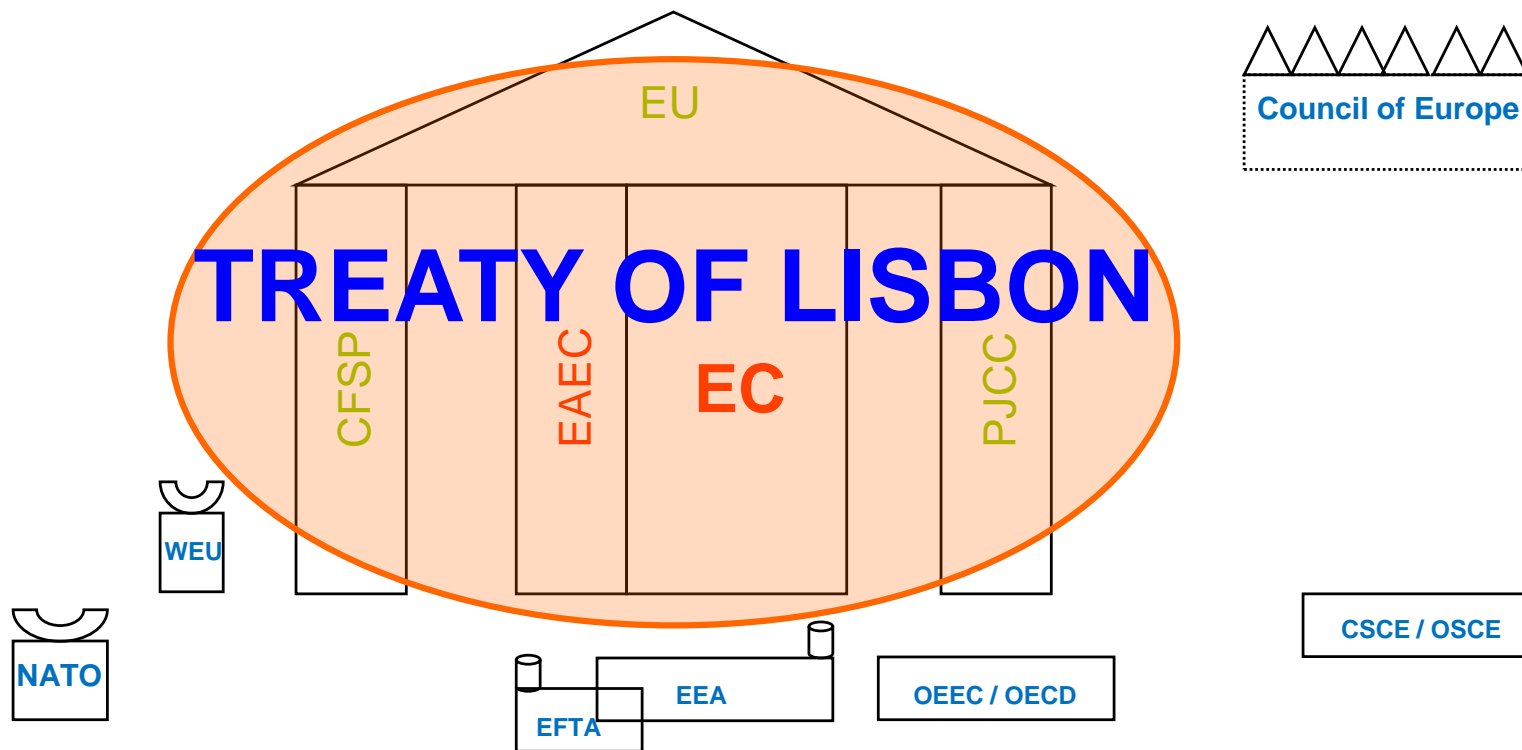 EU
Council of Europe
TREATY OF LISBON
CFSP
EAEC
EC
PJCC
WEU
NATO
EFTA
EEA
OEEC / OECD
CSCE / OSCE